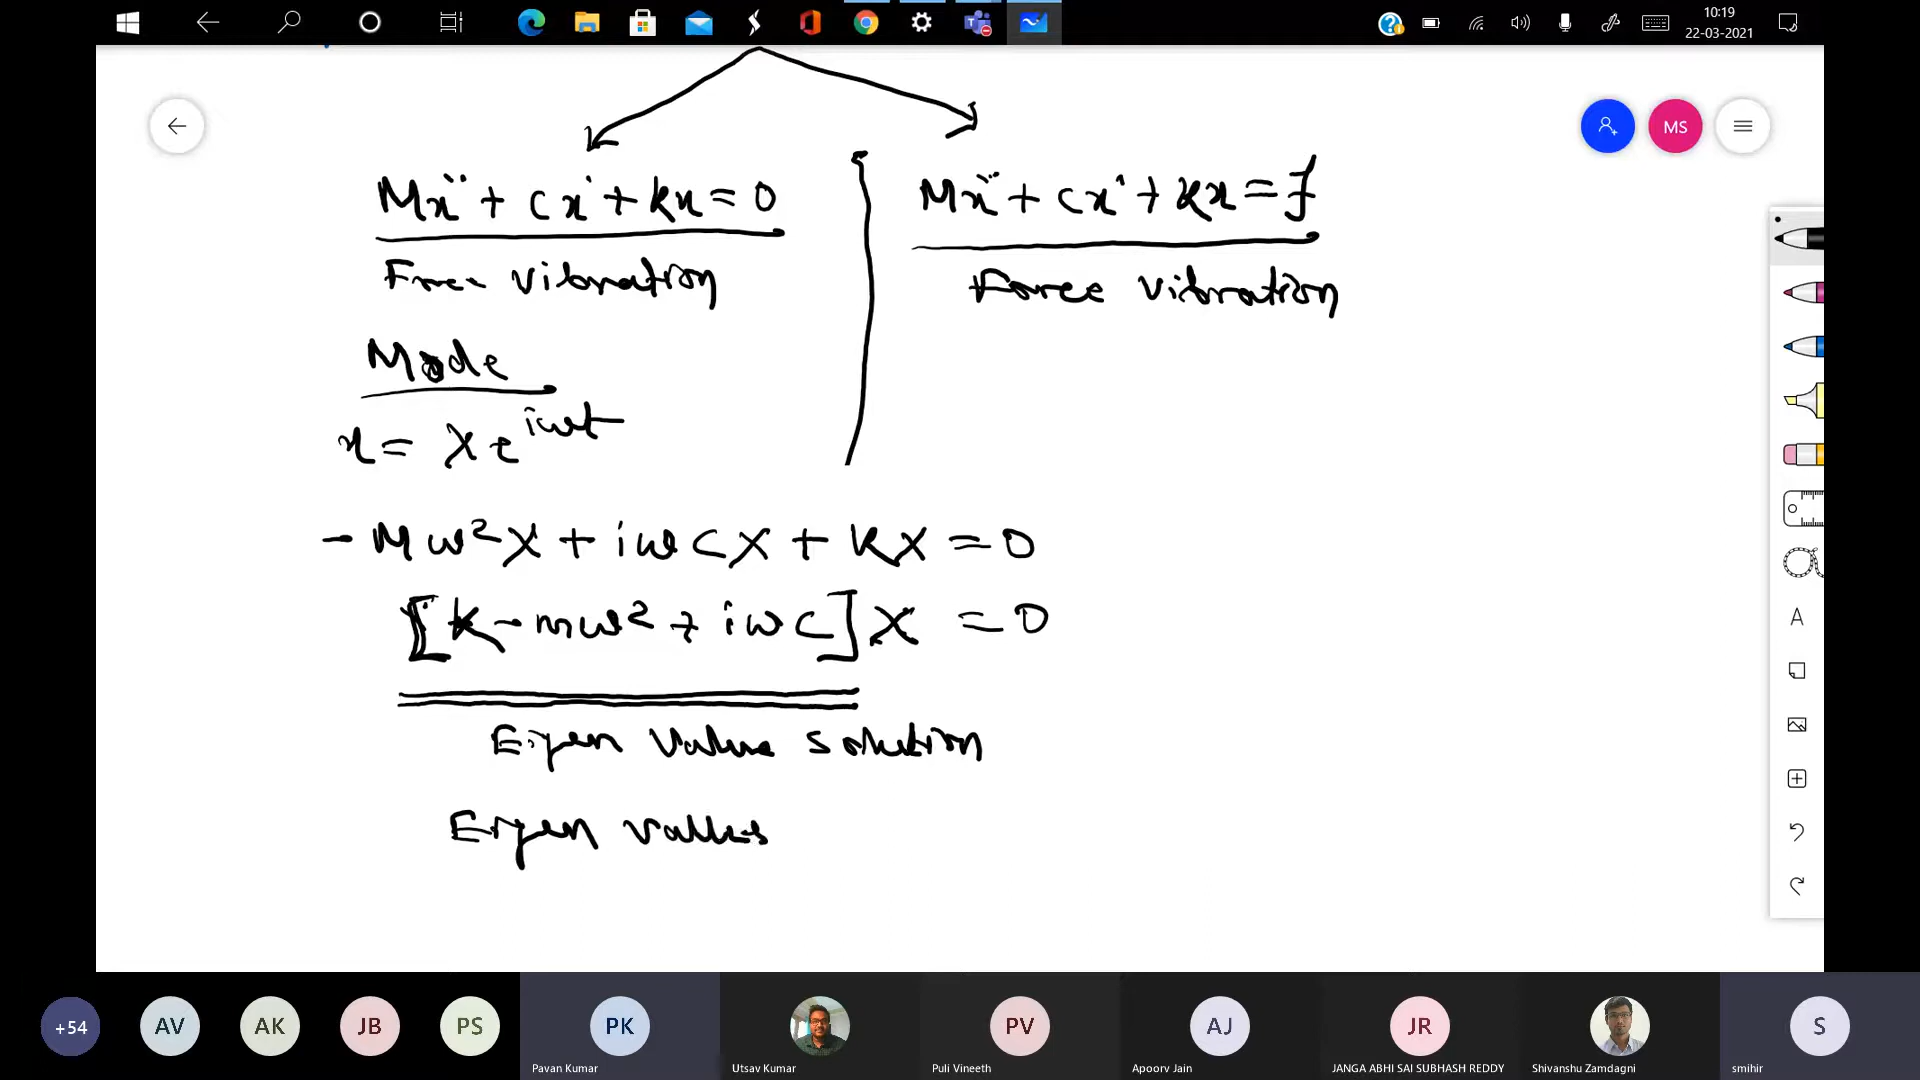 10:19
22-03-2021
MS
Mẍ + cẋ + kx = 0
Free vibration
Mẍ + cẋ + kx = f
Force vibration
Mode
x = X e^{iωt}
- Mω²X + iωCX + KX = 0
[K - mω² + iωC] X = 0
Eigen Value solution
Eigen values
A
+54
AV
AK
JB
PS
PK
PV
AJ
JR
S
Pavan Kumar
Utsav Kumar
Puli Vineeth
Apoorv Jain
JANGA ABHI SAI SUBHASH REDDY
Shivanshu Zamdagni
smihir